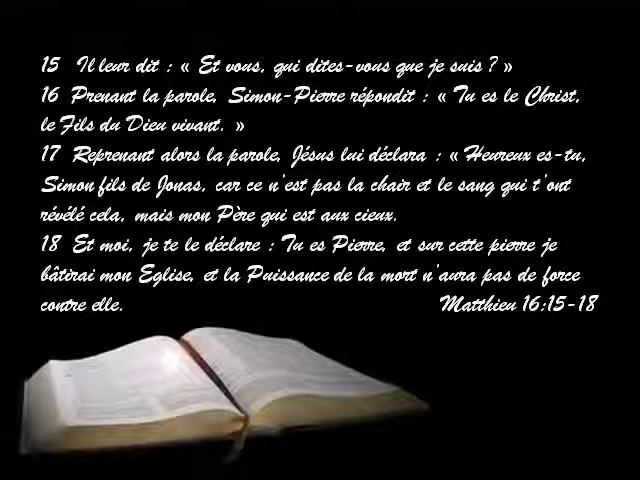 15 Il leur dit : « Et vous, qui dites-vous que je suis ? »
16 Prenant la parole, Simon-Pierre répondit : « Tu es le Christ,
le Fils du Dieu vivant. »
17 Reprenant alors la parole, Jésus lui déclara : « Heureux es-tu,
Simon fils de Jonas, car ce n'est pas la chair et le sang qui t'ont
révélé cela, mais mon Père qui est aux cieux.
18 Et moi, je te le déclare : Tu es Pierre, et sur cette pierre je
bâtirai mon Eglise, et la Puissance de la mort n'aura pas de force
contre elle. Matthieu 16:15-18